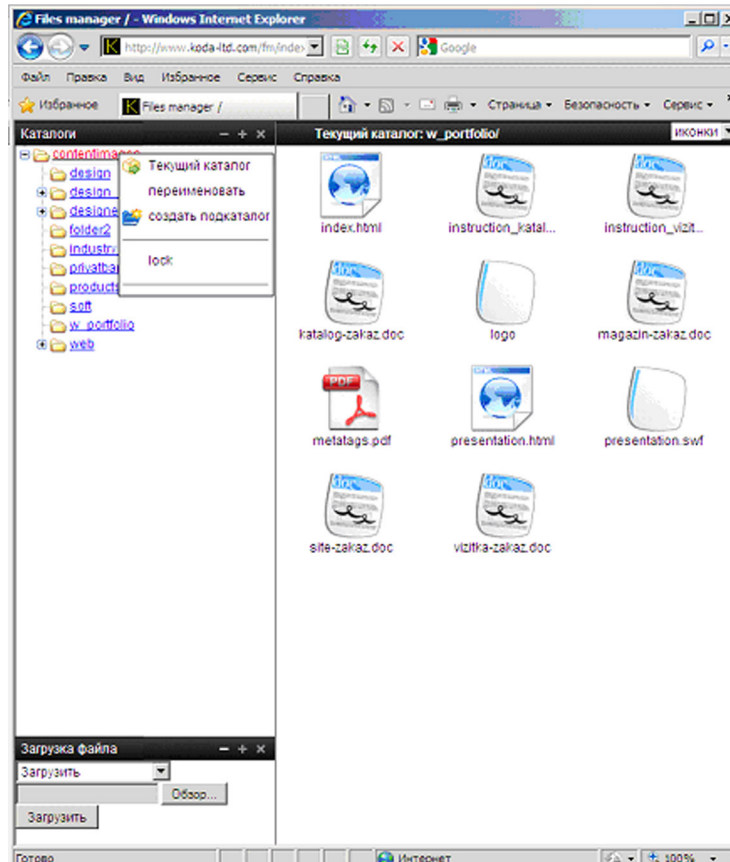 Files manager / - Windows Internet Explorer
http://www.koda-ltd.com/fm/index
Google
Файл Правка Вид Избранное Сервис Справка
Избранное
Files manager /
Страница
Безопасность
Сервис
Каталоги
Текущий каталог: w_portfolio/
иконки
Текущий каталог
переименовать
создать подкаталог
lock
design
design
folder2
products
soft
w_portfolio
web
index.html
instruction_katal...
instruction_vizit...
katalog-zakaz.doc
logo
magazin-zakaz.doc
metatags.pdf
presentation.html
presentation.swf
site-zakaz.doc
vizitka-zakaz.doc
Загрузка файла
Загрузить
Обзор...
Загрузить
Готово
Интернет
100%